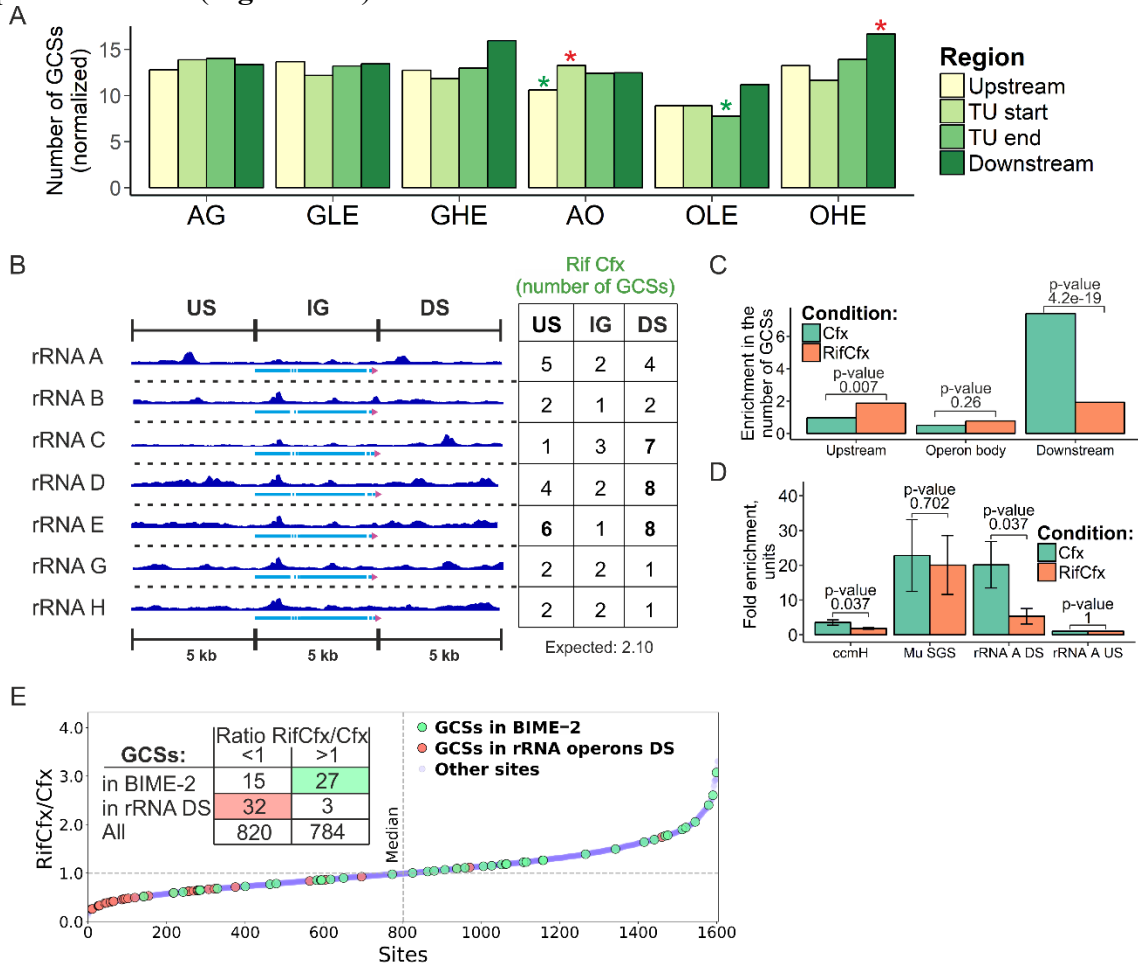 A
Number of GCSs
(normalized)
15
10
5
0
* * * *
AG GLE GHE AO OLE OHE
Region
Upstream
TU start
TU end
Downstream
B
Rif Cfx
(number of GCSs)
US IG DS
US IG DS
rRNA A 5 2 4
rRNA B 2 1 2
rRNA C 1 3 7
rRNA D 4 2 8
rRNA E 6 1 8
rRNA G 2 2 1
rRNA H 2 2 1
5 kb 5 kb 5 kb
Expected: 2.10
C
Enrichment in the
number of GCSs
6
4
2
0
Condition:
Cfx
RifCfx
p-value
0.007
p-value
0.26
p-value
4.2e-19
Upstream Operon body Downstream
D
Fold enrichment,
units
40
30
20
10
0
p-value
0.037
p-value
0.702
p-value
0.037
p-value
1
Condition:
Cfx
RifCfx
ccmH Mu SGS rRNA A DS rRNA A US
E
RifCfx/Cfx
4.0
3.0
2.0
1.0
0.0
Ratio RifCfx/Cfx
GCSs: <1 >1
in BIME-2 15 27
in rRNA DS 32 3
All 820 784
Median
GCSs in BIME−2
GCSs in rRNA operons DS
Other sites
0 200 400 600 800 1000 1200 1400 1600
Sites